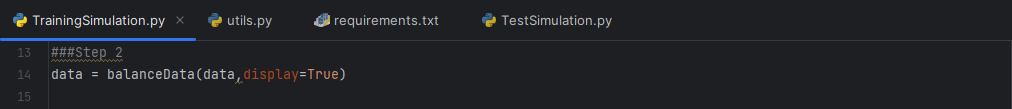 TrainingSimulation.py × utils.py requirements.txt TestSimulation.py
13 ###Step 2
14 data = balanceData(data,display=True)
15